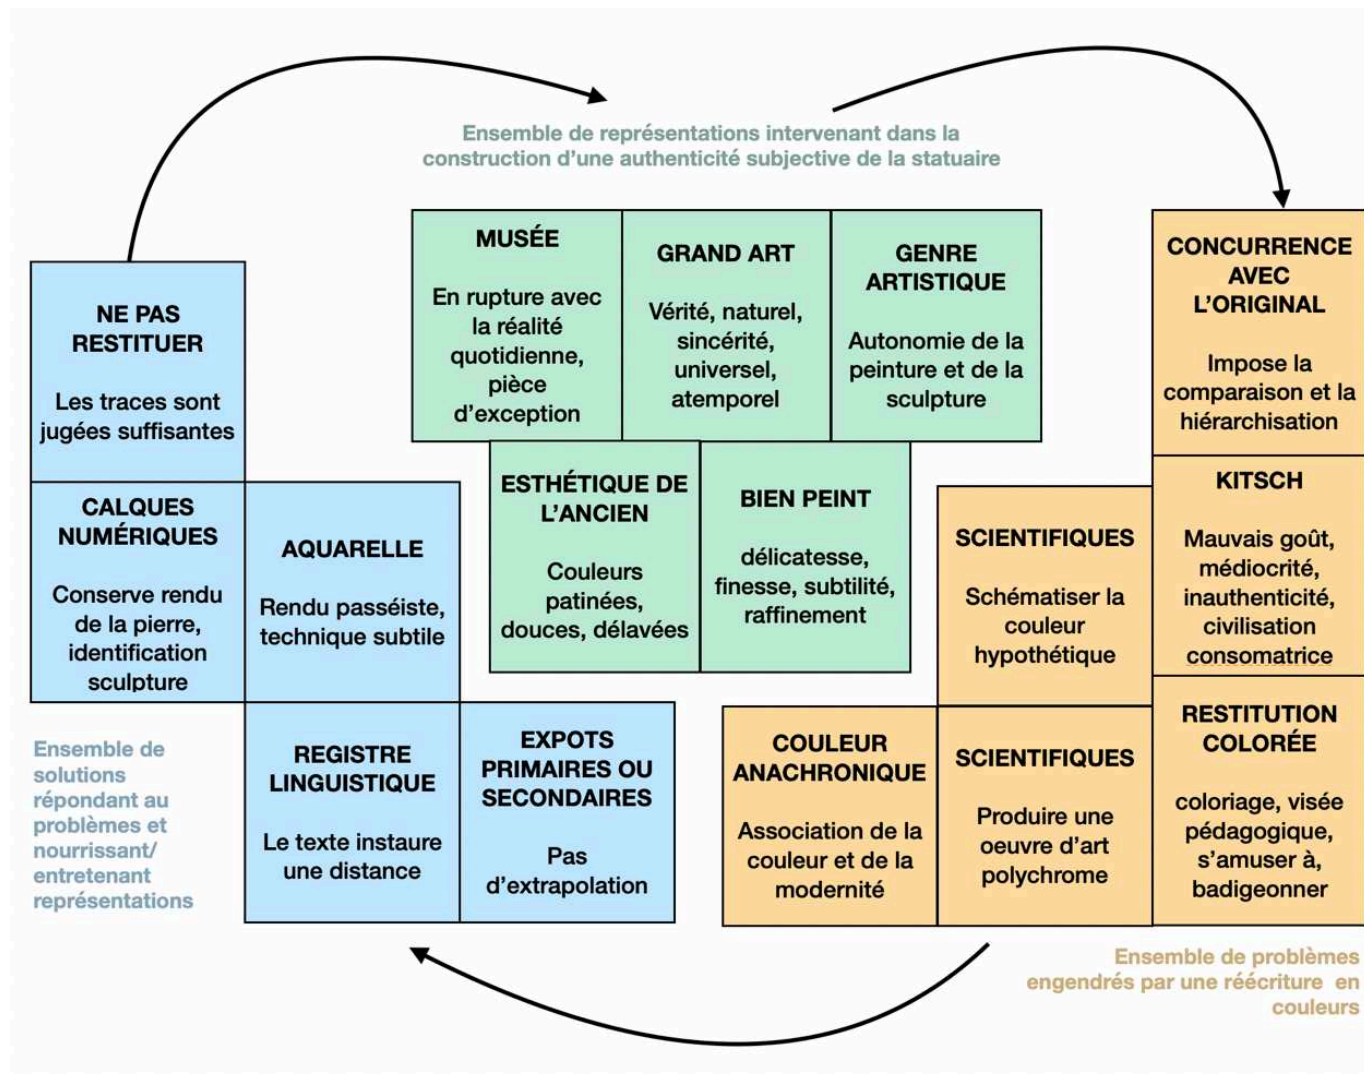 Ensemble de représentations intervenant dans la
construction d'une authenticité subjective de la statuaire
MUSÉE
En rupture avec
la réalité
quotidienne,
pièce
d'exception
GRAND ART
Vérité, naturel,
sincérité,
universel,
atemporel
GENRE
ARTISTIQUE
Autonomie de la
peinture et de la
sculpture
ESTHÉTIQUE DE
L'ANCIEN
Couleurs
patinées,
douces, délavées
BIEN PEINT
délicatesse,
finesse, subtilité,
raffinement
CONCURRENCE
AVEC
L'ORIGINAL
Impose la
comparaison et la
hiérarchisation
KITSCH
Mauvais goût,
médiocrité,
inauthenticité,
civilisation
consomatrice
SCIENTIFIQUES
Schématiser la
couleur
hypothétique
COULEUR
ANACHRONIQUE
Association de la
couleur et de la
modernité
SCIENTIFIQUES
Produire une
oeuvre d'art
polychrome
RESTITUTION
COLORÉE
coloriage, visée
pédagogique,
s'amuser à,
badigeonner
Ensemble de problèmes
engendrés par une réécriture en
couleurs
NE PAS
RESTITUER
Les traces sont
jugées suffisantes
CALQUES
NUMÉRIQUES
Conserve rendu
de la pierre,
identification
sculpture
AQUARELLE
Rendu passéiste,
technique subtile
REGISTRE
LINGUISTIQUE
Le texte instaure
une distance
EXPOTS
PRIMAIRES OU
SECONDAIRES
Pas
d'extrapolation
Ensemble de
solutions
répondant au
problèmes et
nourrissant/
entretenant
représentations